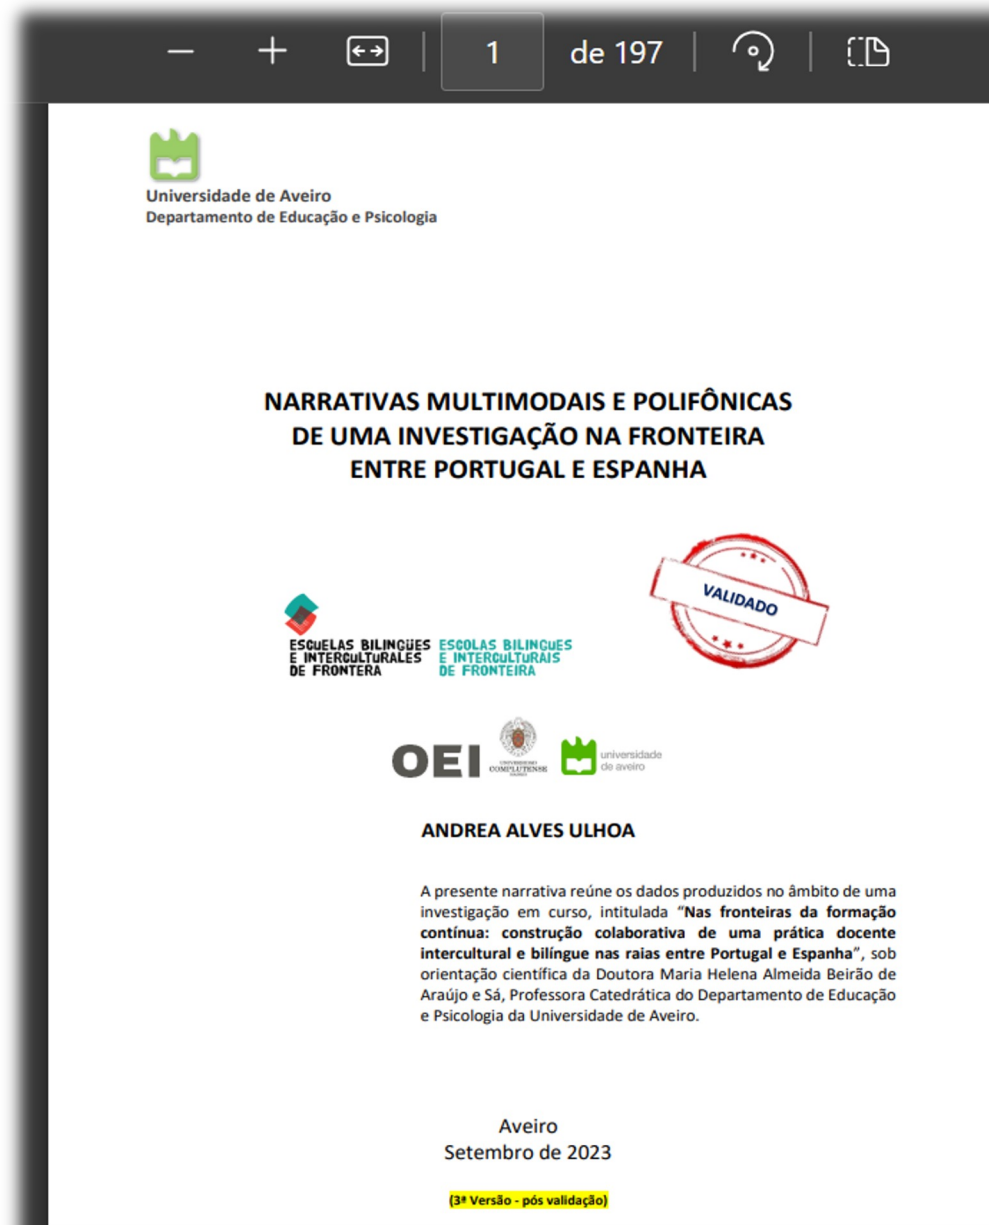 1 de 197
Universidade de Aveiro
Departamento de Educação e Psicologia
NARRATIVAS MULTIMODAIS E POLIFÔNICAS
DE UMA INVESTIGAÇÃO NA FRONTEIRA
ENTRE PORTUGAL E ESPANHA
VALIDADO
ESCUELAS BILINGÜES
E INTERCULTURALES
DE FRONTERA
ESCOLAS BILINGUES
E INTERCULTURAIS
DE FRONTEIRA
OEI
UNIVERSIDAD
COMPLUTENSE
MADRID
universidade
de aveiro
ANDREA ALVES ULHOA
A presente narrativa reúne os dados produzidos no âmbito de uma
investigação em curso, intitulada “Nas fronteiras da formação
contínua: construção colaborativa de uma prática docente
intercultural e bilíngue nas raias entre Portugal e Espanha”, sob
orientação científica da Doutora Maria Helena Almeida Beirão de
Araújo e Sá, Professora Catedrática do Departamento de Educação
e Psicologia da Universidade de Aveiro.
Aveiro
Setembro de 2023
(3ª Versão - pós validação)